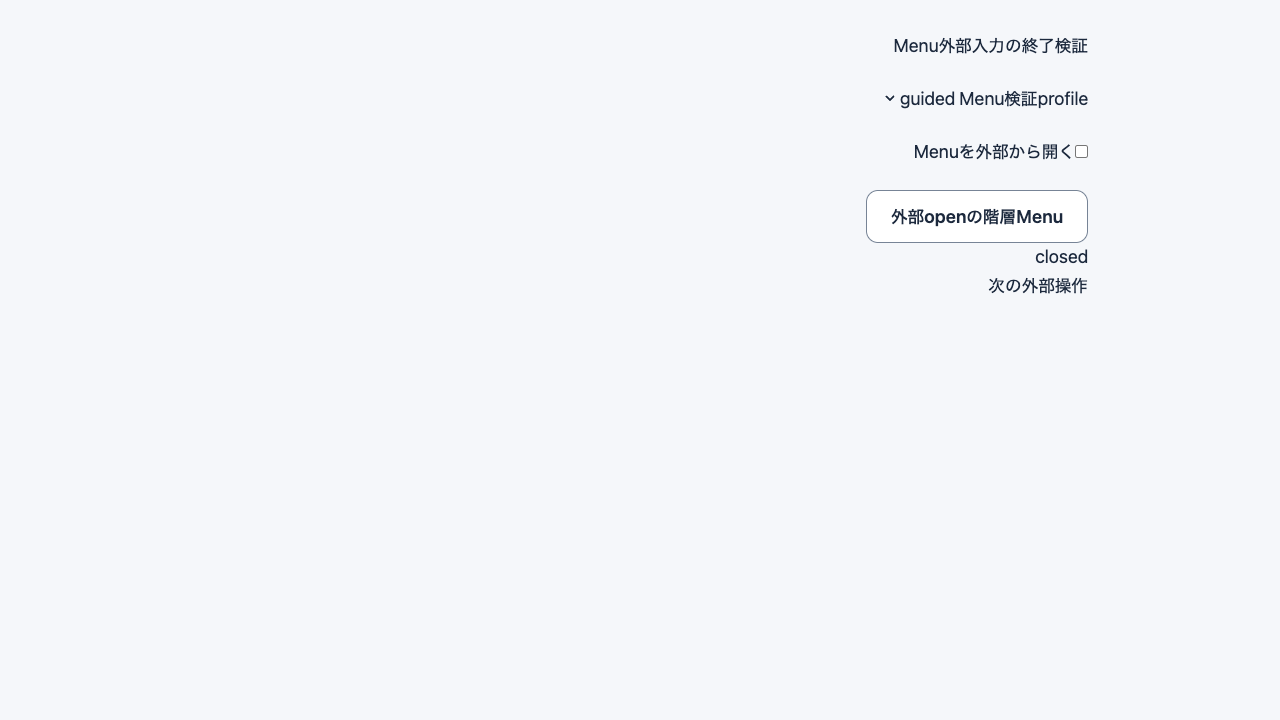 Menu外部入力の終了検証
guided Menu検証profile
Menuを外部から開く
外部openの階層Menu
closed
次の外部操作